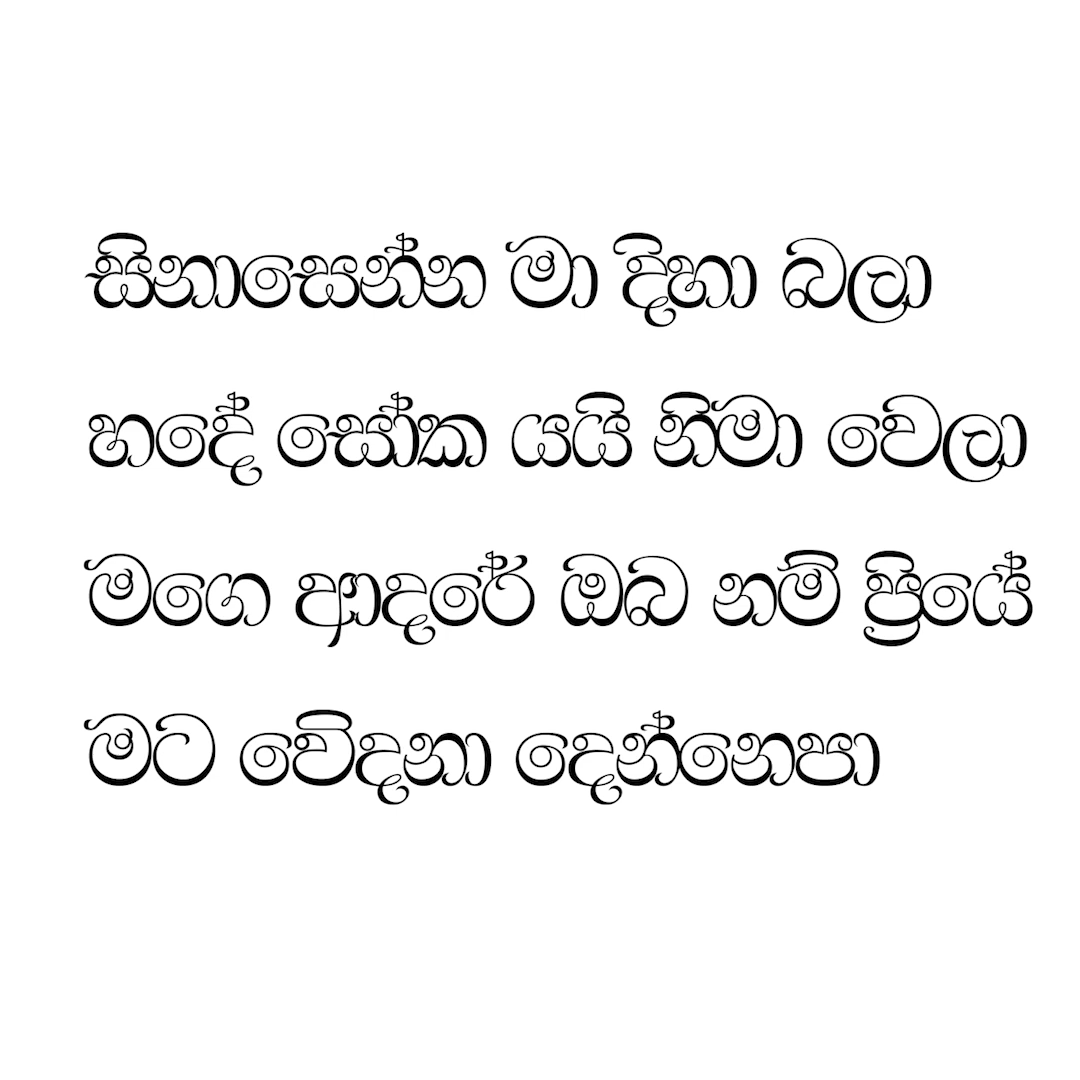 සිනාසෙන්න මා දිහා බලා
හදේ සෝක යයි නිමා වෙලා
මගෙ ආදරේ ඔබ නම් ප්‍රියේ
මට වේදනා දෙන්නෙපා